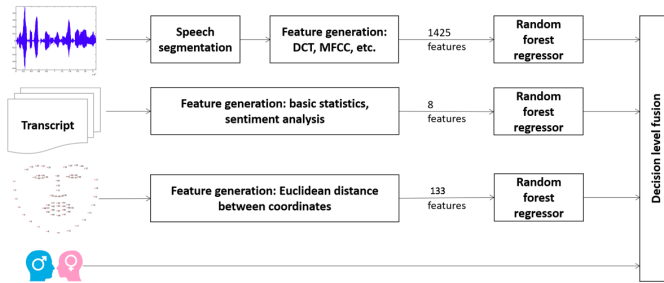 Speech
segmentation
Feature generation:
DCT, MFCC, etc.
1425
features
Random
forest
regressor
Transcript
Feature generation: basic statistics,
sentiment analysis
8
features
Random
forest
regressor
Feature generation: Euclidean distance
between coordinates
133
features
Random
forest
regressor
Decision level fusion